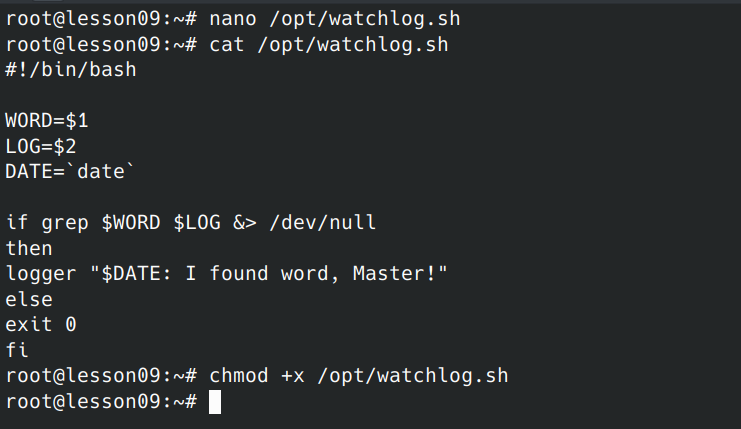 root@lesson09:~# nano /opt/watchlog.sh
root@lesson09:~# cat /opt/watchlog.sh
#!/bin/bash

WORD=$1
LOG=$2
DATE=`date`

if grep $WORD $LOG &> /dev/null
then
logger "$DATE: I found word, Master!"
else
exit 0
fi
root@lesson09:~# chmod +x /opt/watchlog.sh
root@lesson09:~#